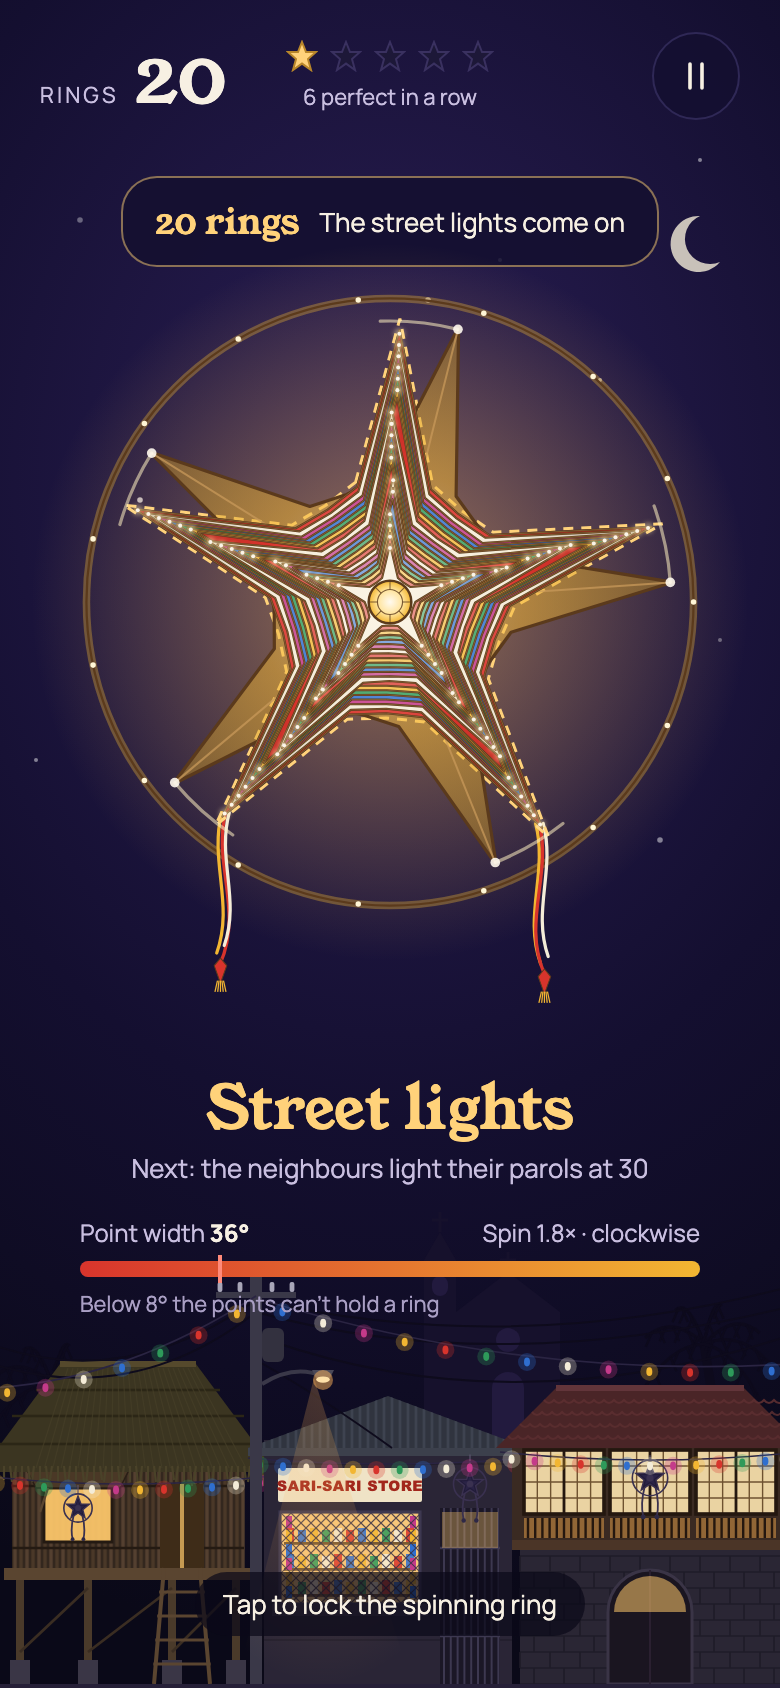 RINGS 20
6 perfect in a row
20 rings The street lights come on
Street lights
Next: the neighbours light their parols at 30
Point width 36° Spin 1.8× · clockwise
Below 8° the points can't hold a ring
SARI-SARI STORE
Tap to lock the spinning ring